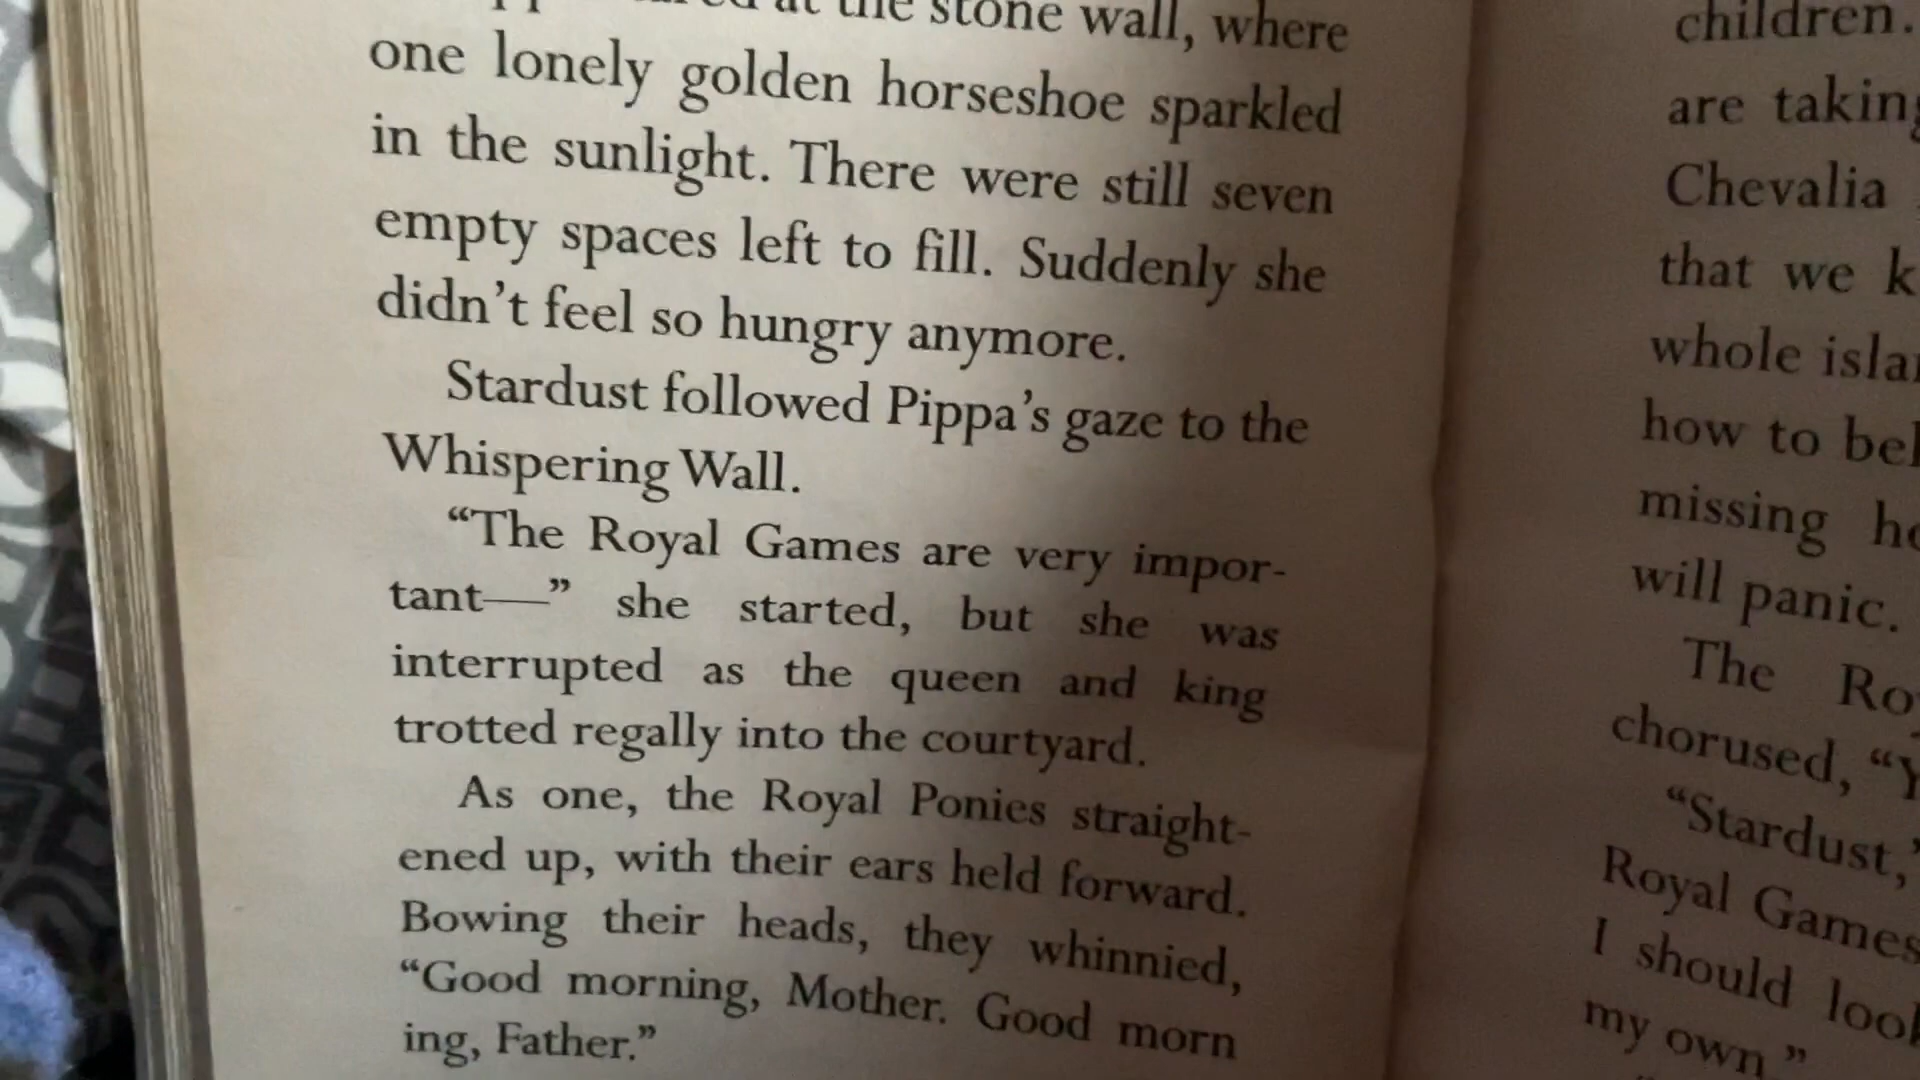 at the stone wall, where
one lonely golden horseshoe sparkled
in the sunlight. There were still seven
empty spaces left to fill. Suddenly she
didn't feel so hungry anymore.
Stardust followed Pippa's gaze to the
Whispering Wall.
“The Royal Games are very impor-
tant—” she started, but she was
interrupted as the queen and king
trotted regally into the courtyard.
As one, the Royal Ponies straight-
ened up, with their ears held forward.
Bowing their heads, they whinnied,
“Good morning, Mother. Good morn
ing, Father.”
children.
are taking
Chevalia
that we
whole
how to
missing
will panic.
The
chorused,
“Stardust,
Royal Games
I should
my own.”